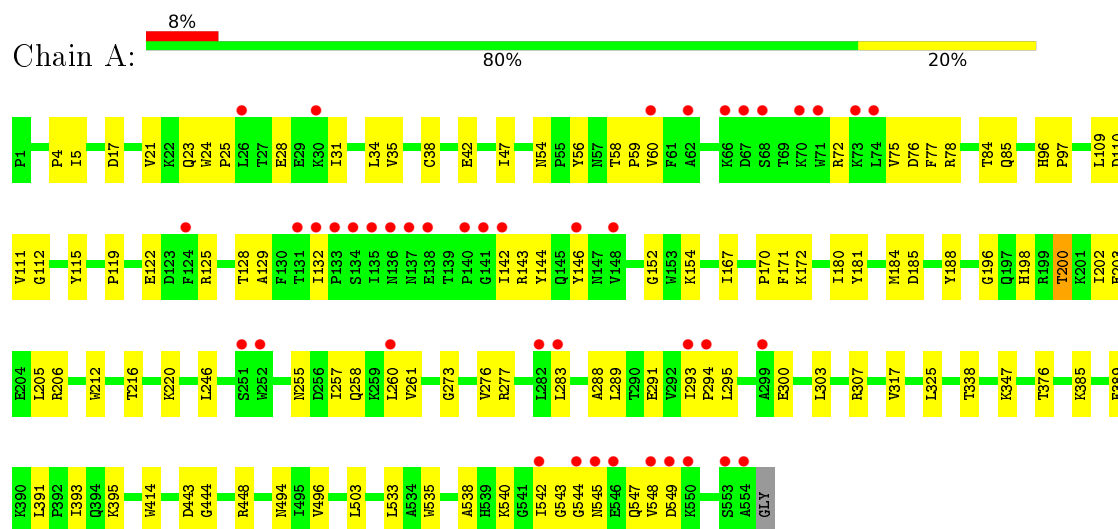 8%
Chain A:
80% 20%
P1 P4 I5 D17 V21 K22 Q23 W24 P25 L26 T27 E28 E29 K30 I31 L34 V35 C38 E42 I47 N54 P55 Y56 N57 T58 P59 V60 F61 A62 K66 D67 S68 T69 K70 W71 R72 K73 L74 V75 D76 F77 R78 T84 Q85 H96 P97 L109
V111 G112 Y115 P119 E122 D123 F124 R125 T128 A129 F130 T131 I132 P133 S134 I135 N136 N137 E138 T139 P140 G141 I142 R143 Y144 Q145 Y146 N147 V148 G152 W153 K154 I167 P170 F171 K172 I180 Y181 M184 D185 Y188 G196 Q197 H198 R199 T200 K201 I202
E204 L205 R206 W212 T216 K220 L246 S251 W252 N255 D256 I257 Q258 K259 L260 V261 G273 V276 R277 L282 L283 A288 L289 T290 E291 V292 I293 P294 L295 A299 E300 L303 R307 V317 L325 T338 K347 T376 K385
K390 L391 P392 I393 Q394 K395 W414 D443 G444 R448 N494 I495 V496 L503 L533 A534 W535 A538 H539 K540 G541 I542 G543 G544 N545 E546 Q547 V548 D549 K550 S553 A554 GLY